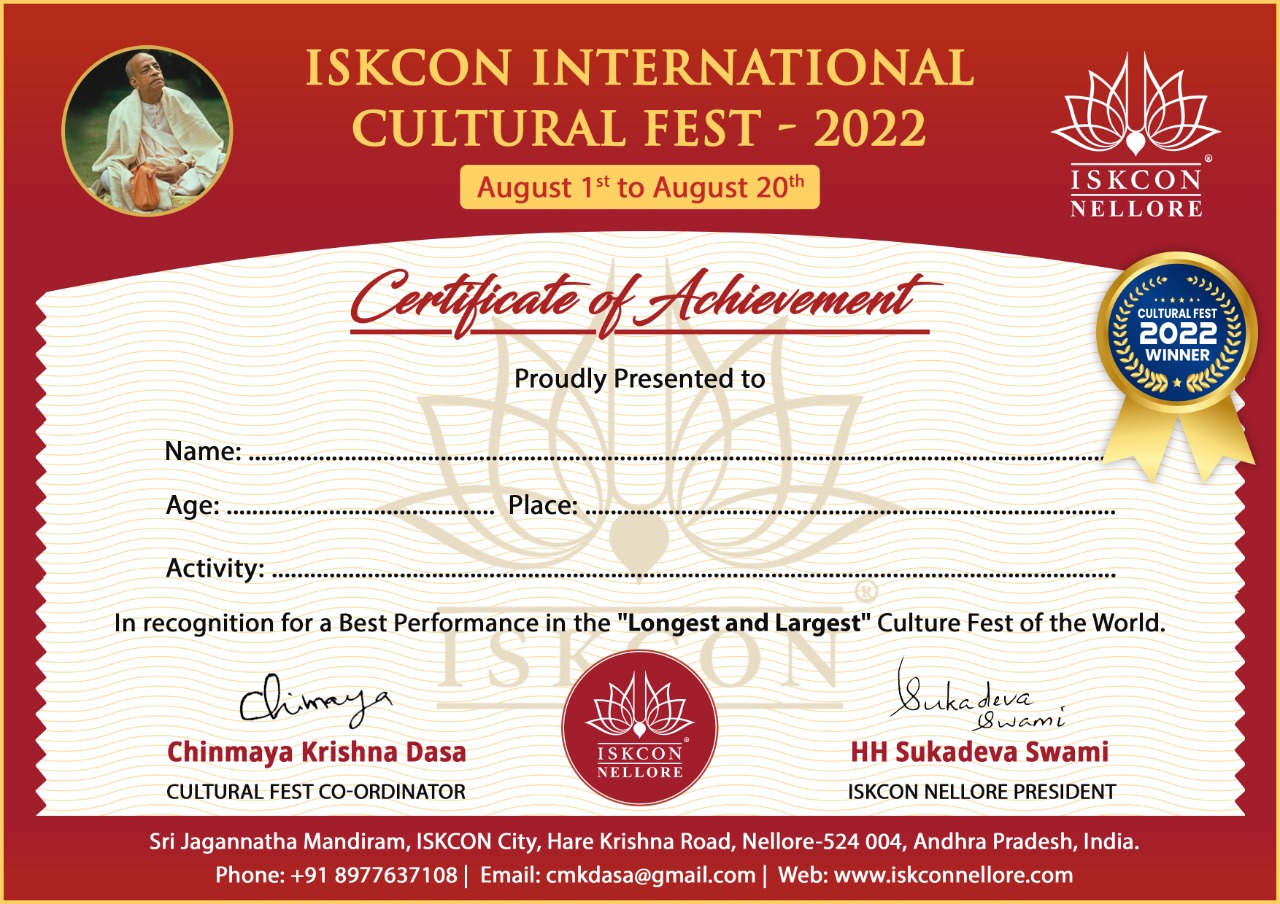 ISKCON INTERNATIONAL
CULTURAL FEST - 2022
August 1st to August 20th
ISKCON®
NELLORE
Certificate of Achievement
CULTURAL FEST
2022
WINNER
Proudly Presented to
Name: ........................................................................
Age: .............................. Place: ........................................................
Activity: ........................................................................
In recognition for a Best Performance in the "Longest and Largest" Culture Fest of the World.
ISKCON®
Chinmaya
Sukadeva
Swami
ISKCON®
NELLORE
Chinmaya Krishna Dasa
HH Sukadeva Swami
CULTURAL FEST CO-ORDINATOR
ISKCON NELLORE PRESIDENT
Sri Jagannatha Mandiram, ISKCON City, Hare Krishna Road, Nellore-524 004, Andhra Pradesh, India.
Phone: +91 8977637108 | Email: cmkdasa@gmail.com | Web: www.iskconnellore.com